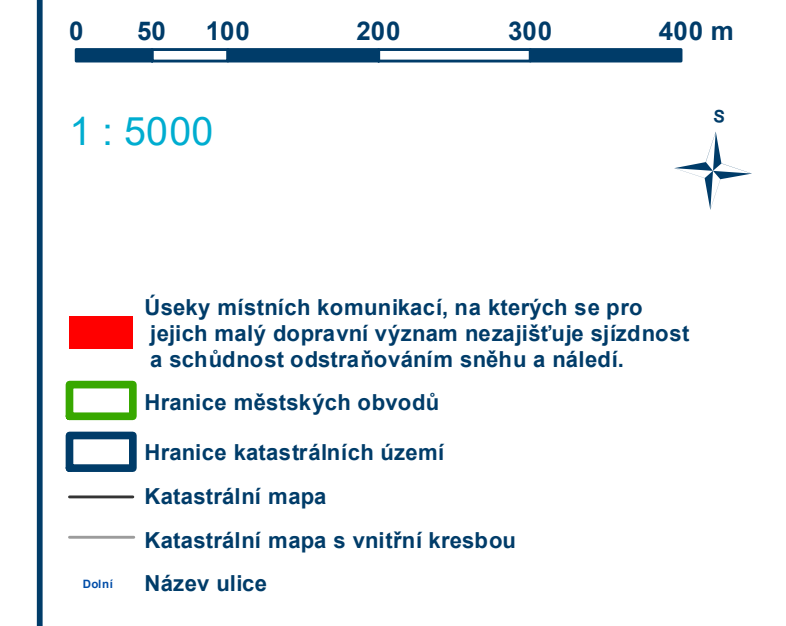 0 50 100 200 300 400 m
1 : 5000
S
Úseky místních komunikací, na kterých se pro
jejich malý dopravní význam nezajišťuje sjízdnost
a schůdnost odstraňováním sněhu a náledí.
Hranice městských obvodů
Hranice katastrálních území
Katastrální mapa
Katastrální mapa s vnitřní kresbou
Dolní Název ulice